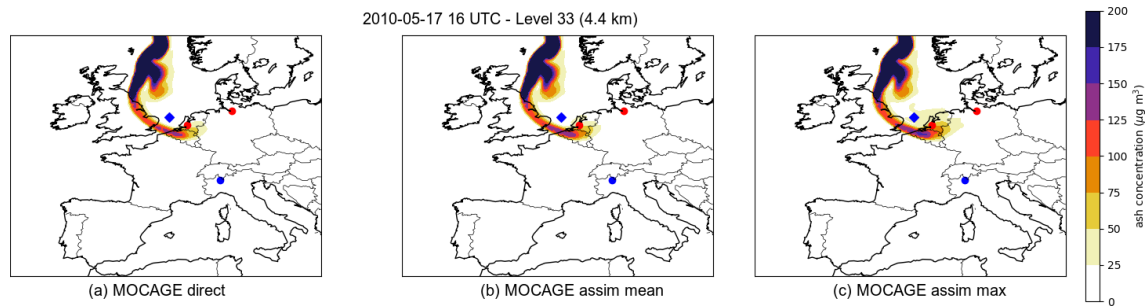 2010-05-17 16 UTC - Level 33 (4.4 km)
200
175
150
125
100
75
50
25
0
ash concentration (μg m³)
(a) MOCAGE direct
(b) MOCAGE assim mean
(c) MOCAGE assim max